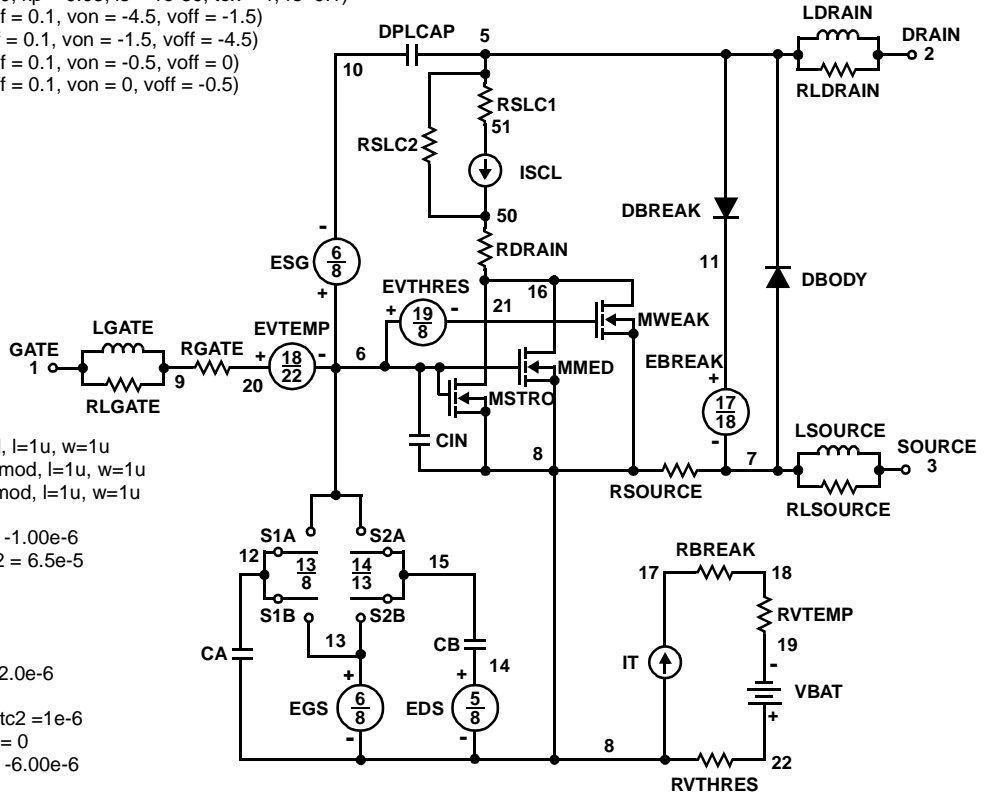 f = 0.1, von = -4.5, voff = -1.5)
f = 0.1, von = -1.5, voff = -4.5)
f = 0.1, von = -0.5, voff = 0)
ff = 0.1, von = 0, voff = -0.5)
DPLCAP
5
LDRAIN
DRAIN
2
10
RLDRAIN
RSLC1
51
RSLC2
ISCL
50
DBREAK
RDRAIN
11
DBODY
-
ESG
6
8
+
EVTHRES
+
19
8
-
21
16
MWEAK
LGATE
GATE
1
RLGATE
9
RGATE
20
EVTEMP
+
18
22
-
6
MMED
EBREAK
+
17
18
-
MSTRO
CIN
8
LSOURCE
SOURCE
3
7
RSOURCE
RLSOURCE
l, l=1u, w=1u
mod, l=1u, w=1u
mod, l=1u, w=1u
-1.00e-6
2 = 6.5e-5
S1A
S2A
12
13
8
14
13
15
S1B
S2B
RBREAK
17
18
RVTEMP
13
CA
CB
19
2.0e-6
+
14
IT
-
VBAT
+
EGS
6
8
-
EDS
+
5
8
-
tc2 =1e-6
= 0
-6.00e-6
8
22
RVTHRES